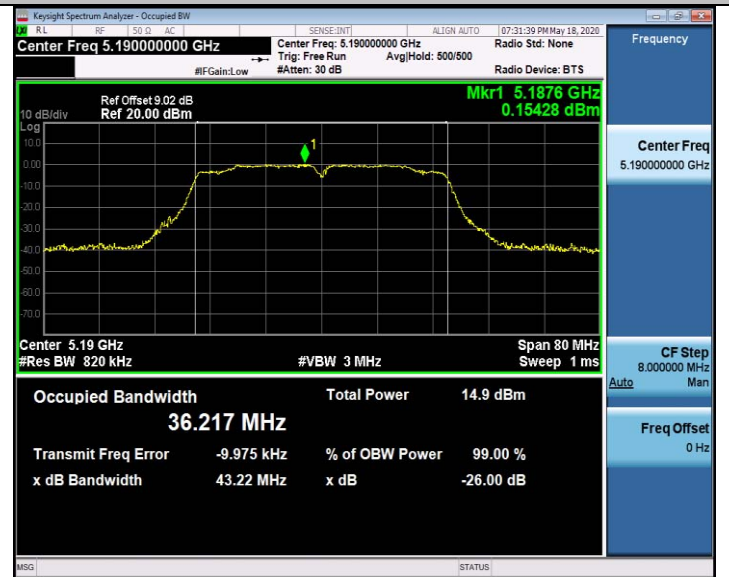 Keysight Spectrum Analyzer - Occupied BW
RL RF 50 Ω AC SENSE:INT ALIGN AUTO 07:31:39 PM May 18, 2020
Center Freq 5.190000000 GHz
Center Freq: 5.190000000 GHz
Radio Std: None
Trig: Free Run Avg|Hold: 500/500
#IFGain:Low #Atten: 30 dB Radio Device: BTS
Frequency
Ref Offset 9.02 dB
Mkr1 5.1876 GHz
10 dB/div Ref 20.00 dBm 0.15428 dBm
Log
1
10.0
0.00
-10.0
-20.0
-30.0
-40.0
-50.0
-60.0
-70.0
Center 5.19 GHz Span 80 MHz
#Res BW 820 kHz #VBW 3 MHz Sweep 1 ms
Center Freq
5.190000000 GHz
CF Step
8.000000 MHz
Auto Man
Freq Offset
0 Hz
Occupied Bandwidth Total Power 14.9 dBm
36.217 MHz
Transmit Freq Error -9.975 kHz % of OBW Power 99.00 %
x dB Bandwidth 43.22 MHz x dB -26.00 dB
MSG STATUS